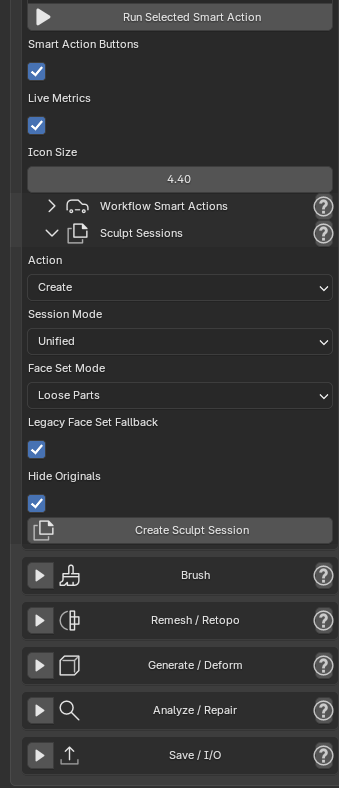 Run Selected Smart Action
Smart Action Buttons
Live Metrics
Icon Size
4.40
Workflow Smart Actions ?
Sculpt Sessions ?
Action
Create
Session Mode
Unified
Face Set Mode
Loose Parts
Legacy Face Set Fallback
Hide Originals
Create Sculpt Session
Brush ?
Remesh / Retopo ?
Generate / Deform ?
Analyze / Repair ?
Save / I/O ?